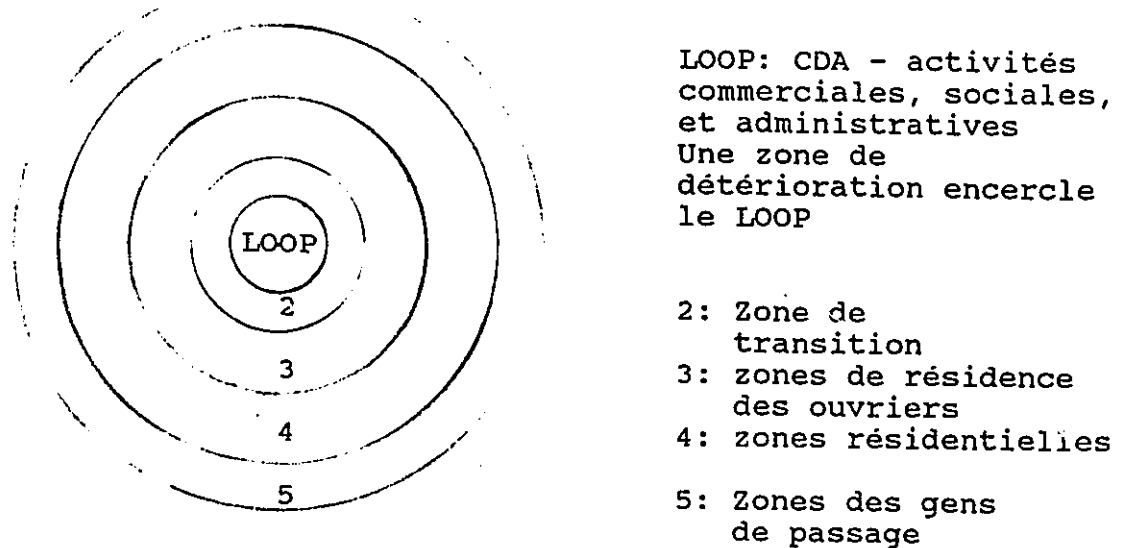 LOOP
2
3
4
5
LOOP: CDA - activités
commerciales, sociales,
et administratives
Une zone de
détérioration encercle
le LOOP
2: Zone de
transition
3: zones de résidence
des ouvriers
4: zones résidentielies
5: Zones des gens
de passage